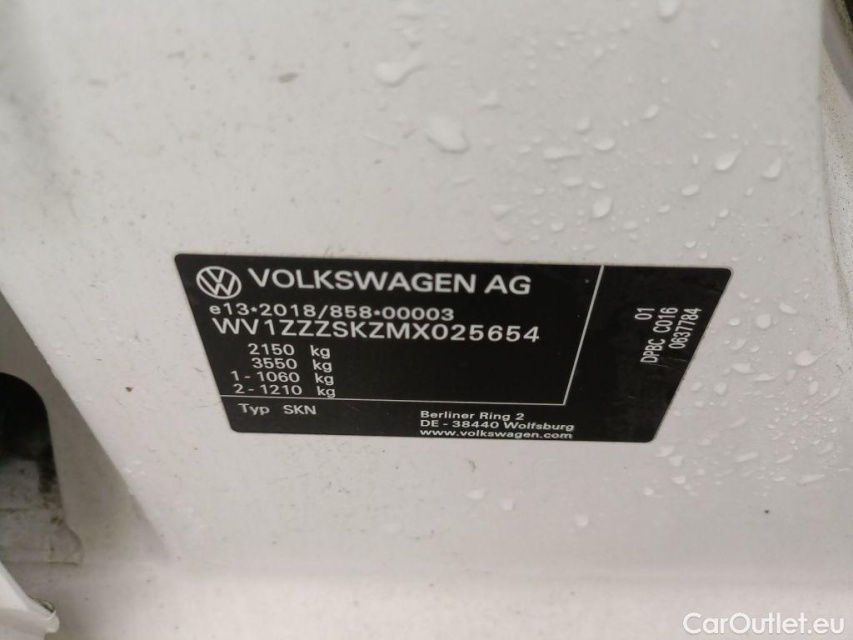 VOLKSWAGEN AG
e13*2018/858*00003
WV1ZZZSKZMX025654
2150 kg
3550 kg
1 - 1060 kg
2 - 1210 kg
Typ SKN
Berliner Ring 2
DE - 38440 Wolfsburg
www.volkswagen.com
01
DPBC C016
0637784
CarOutlet.eu